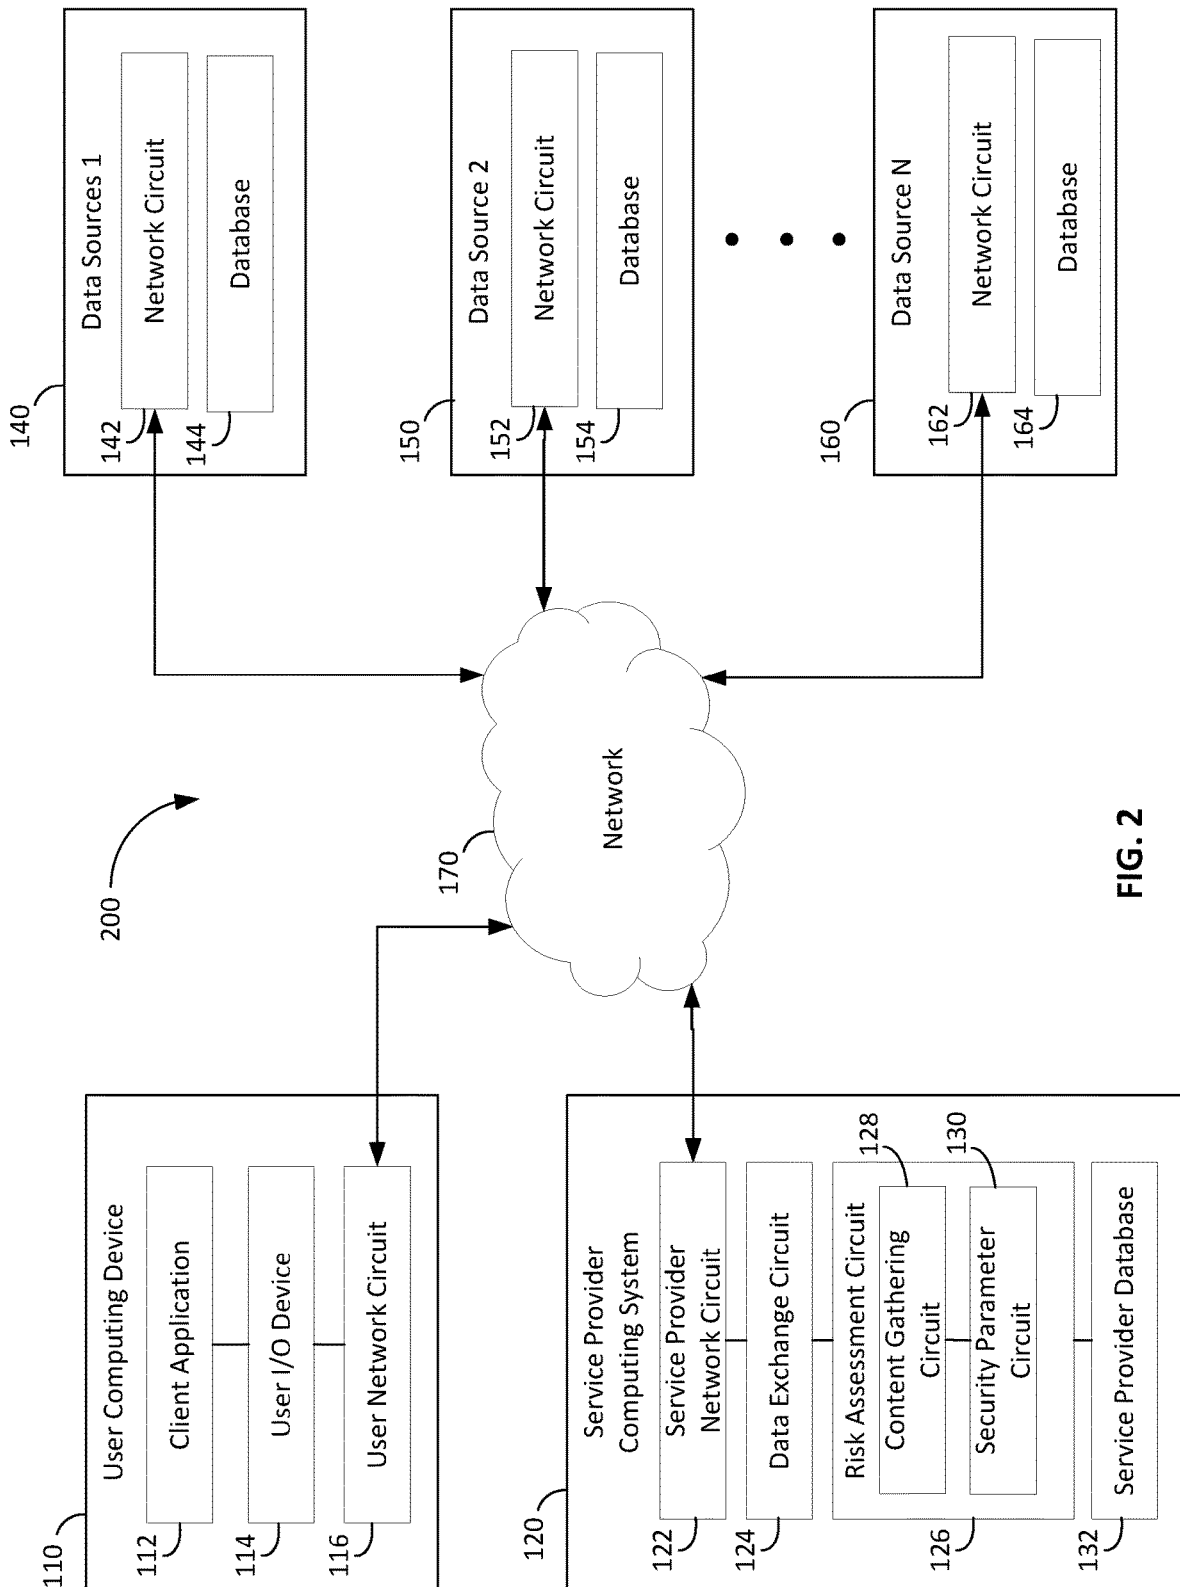 200
110
User Computing Device
112
Client Application
114
User I/O Device
116
User Network Circuit
120
Service Provider
Computing System
122
Service Provider
Network Circuit
124
Data Exchange Circuit
126
Risk Assessment Circuit
128
Content Gathering
Circuit
130
Security Parameter
Circuit
132
Service Provider Database
170
Network
140
Data Sources 1
142
Network Circuit
144
Database
150
Data Source 2
152
Network Circuit
154
Database
160
Data Source N
162
Network Circuit
164
Database
FIG. 2